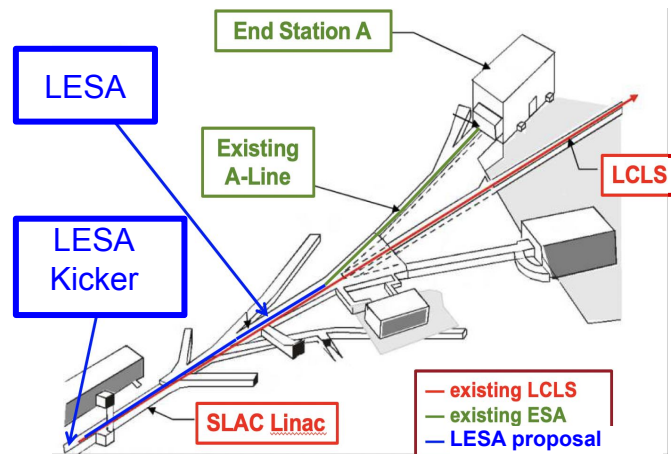 End Station A
LESA
Existing
A-Line
LCLS
LESA
Kicker
SLAC Linac
— existing LCLS
— existing ESA
— LESA proposal